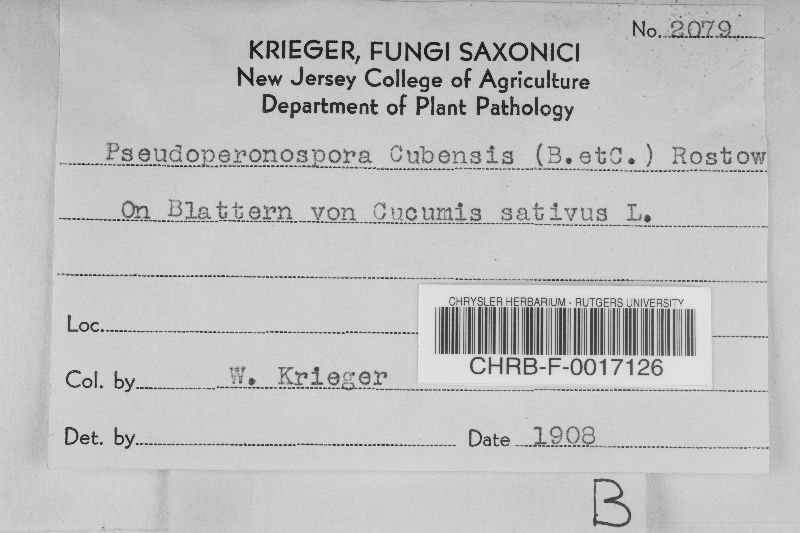 No. 2079
KRIEGER, FUNGI SAXONICI
New Jersey College of Agriculture
Department of Plant Pathology
Pseudoperonospora Cubensis (B.etC.) Rostow
On Blattern von Cucumis sativus L.
Loc.
CHRYSLER HERBARIUM - RUTGERS UNIVERSITY
CHRB-F-0017126
Col. by W. Krieger
Det. by Date 1908
B